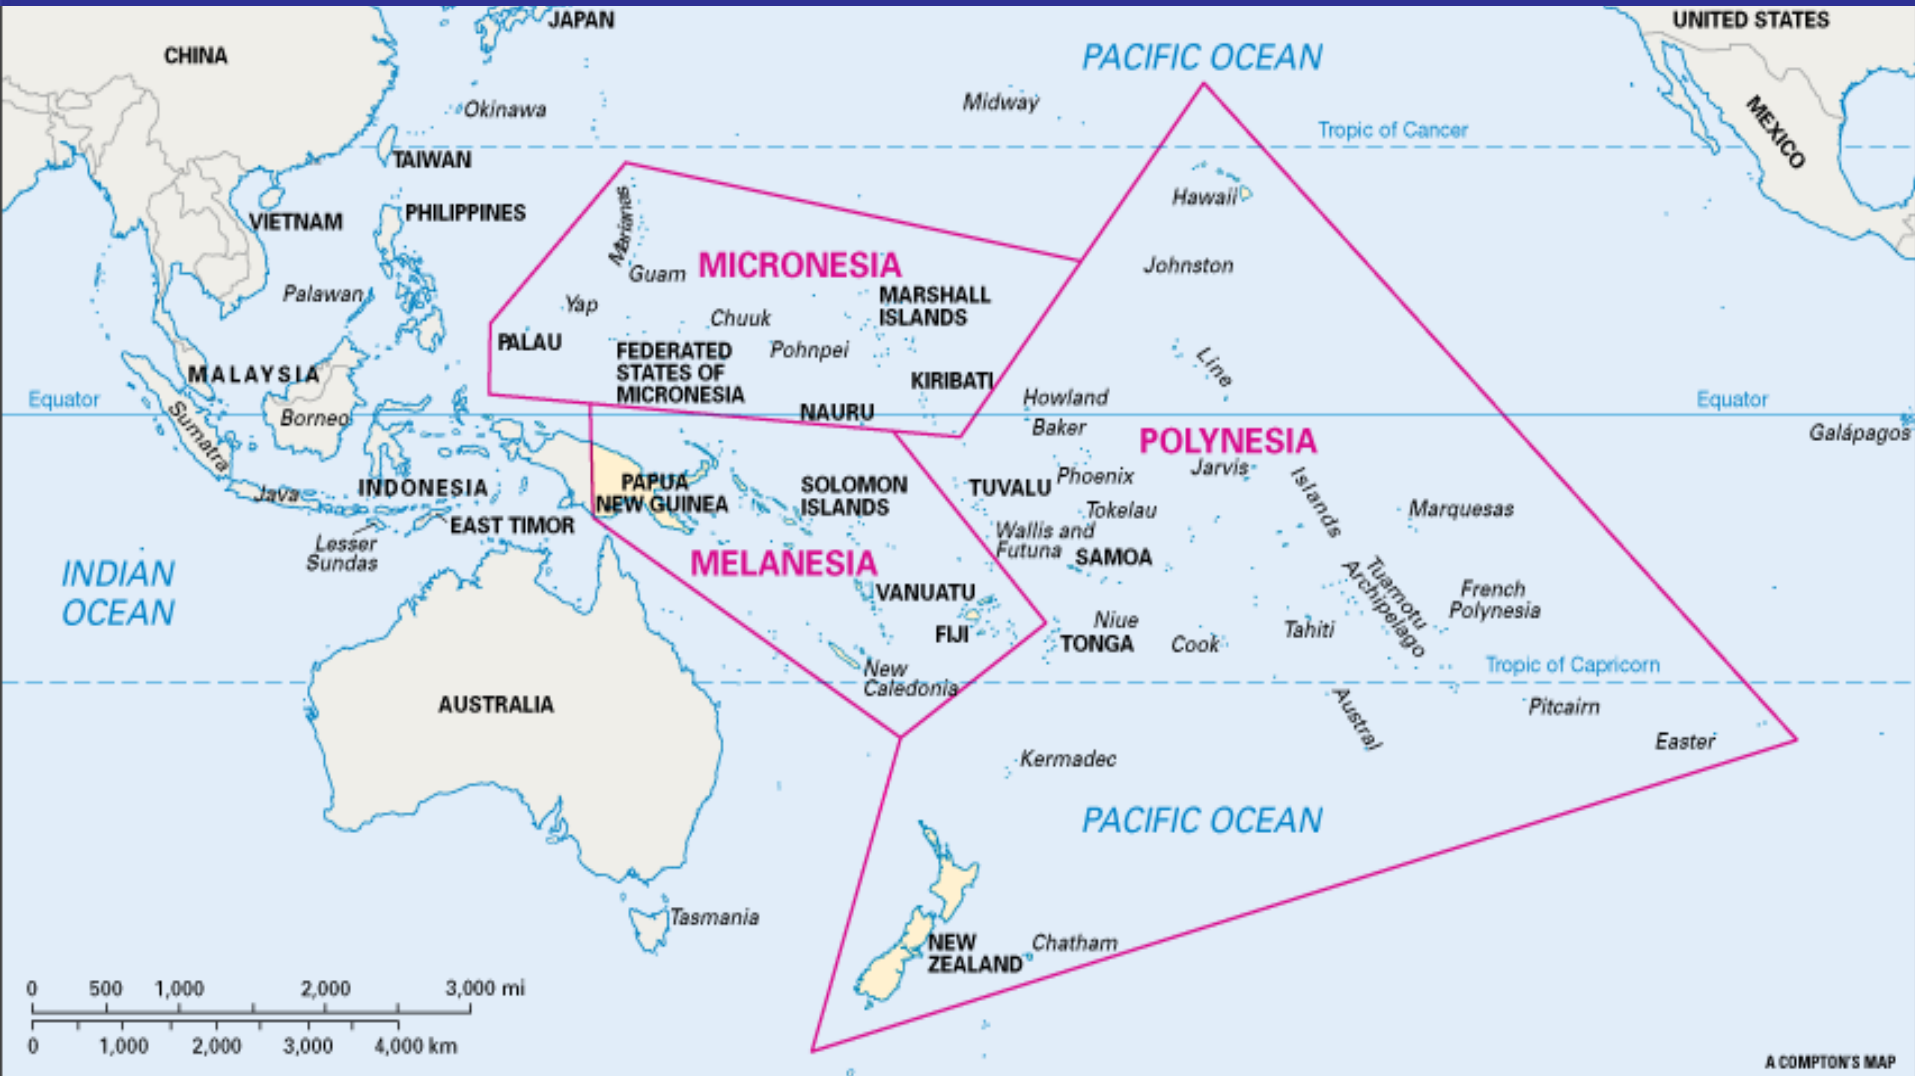 JAPAN
UNITED STATES
CHINA
PACIFIC OCEAN
Okinawa
Midway
MEXICO
Tropic of Cancer
TAIWAN
Hawaii
PHILIPPINES
VIETNAM
Marianas
MICRONESIA
Guam
Johnston
Palawan
Yap
MARSHALL
ISLANDS
Chuuk
PALAU
FEDERATED
STATES OF
MICRONESIA
Pohnpei
Line
MALAYSIA
KIRIBATI
Equator
Howland
Equator
Borneo
NAURU
Baker
Galápagos
Sumatra
POLYNESIA
Phoenix
Jarvis
Islands
Java
INDONESIA
PAPUA
NEW GUINEA
SOLOMON
ISLANDS
TUVALU
Tokelau
Marquesas
EAST TIMOR
Wallis and
Futuna
SAMOA
Lesser
Sundas
MELANESIA
INDIAN
OCEAN
VANUATU
Tuamotu
Archipelago
French
Polynesia
FIJI
Niue
TONGA
Cook
Tahiti
New
Caledonia
Tropic of Capricorn
AUSTRALIA
Austral
Pitcairn
Easter
Kermadec
PACIFIC OCEAN
Tasmania
NEW
ZEALAND
Chatham
0 500 1,000 2,000 3,000 mi
0 1,000 2,000 3,000 4,000 km
A COMPTON'S MAP